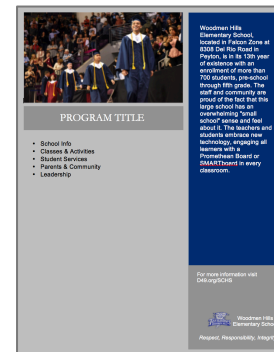 PROGRAM TITLE
• School Info
• Classes & Activities
• Student Services
• Parents & Community
• Leadership
Woodmen Hills
Elementary School,
located in Falcon Zone at
8308 Del Rio Road in
Peyton, is in its 13th year
of existence with an
enrollment of more than
700 students, pre-school
through fifth grade. The
staff and community are
proud of the fact that this
large school has an
overwhelming "small
school" sense and feel
about it. The teachers and
students embrace new
technology, engaging all
learners with a
Promethean Board or
SMARTboard in every
classroom.
For more information visit
D49.org/SCHS
Woodmen Hills
Elementary Scho
Respect, Responsibility, Integri